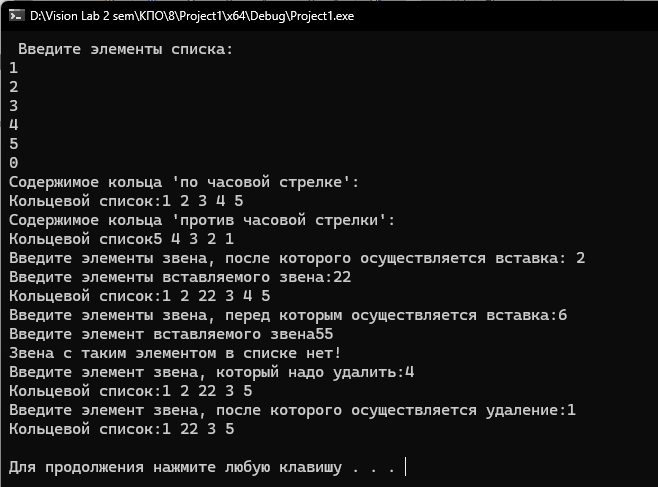 D:\Vision Lab 2 sem\КПО\8\Project1\x64\Debug\Project1.exe
Введите элементы списка:
1
2
3
4
5
0
Содержимое кольца 'по часовой стрелке':
Кольцевой список:1 2 3 4 5
Содержимое кольца 'против часовой стрелки':
Кольцевой список5 4 3 2 1
Введите элементы звена, после которого осуществляется вставка: 2
Введите элементы вставляемого звена:22
Кольцевой список:1 2 22 3 4 5
Введите элементы звена, перед которым осуществляется вставка:6
Введите элемент вставляемого звена55
Звена с таким элементом в списке нет!
Введите элемент звена, который надо удалить:4
Кольцевой список:1 2 22 3 5
Введите элемент звена, после которого осуществляется удаление:1
Кольцевой список:1 22 3 5
Для продолжения нажмите любую клавишу . . .